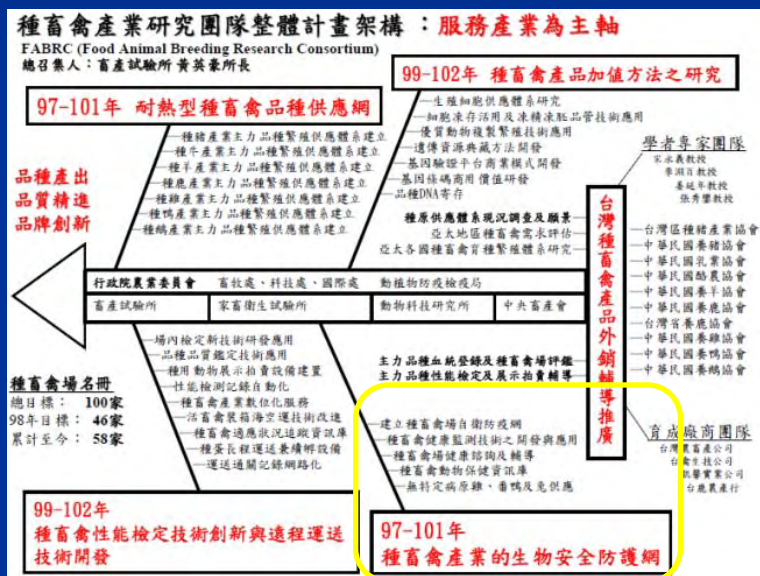 種畜禽產業研究團隊整體計畫架構：服務產業為主軸
FABRC (Food Animal Breeding Research Consortium)
總召集人：畜產試驗所 黃英豪所長
99-102年 種畜禽產品加值方法之研究
97-101年 耐熱型種畜禽品種供應網
生殖細胞供應體系研究
細胞凍存活用及凍精凍胚品管技術應用
優質動物複製繁殖技術應用
遺傳資源典藏方法開發
基因驗證平台商業模式開發
基因條碼商用價值研發
品種DNA寄存
種豬產業主力品種繁殖供應體系建立
種牛產業主力品種繁殖供應體系建立
種羊產業主力品種繁殖供應體系建立
種鹿產業主力品種繁殖供應體系建立
種雞產業主力品種繁殖供應體系建立
種鴨產業主力品種繁殖供應體系建立
種鵝產業主力品種繁殖供應體系建立
品種產出
品質精進
品牌創新
種原供應體系現況調查及願景
亞太地區種畜禽需求評估
亞太各國種畜禽育種繁殖體系研究
學者專家團隊
宋永義教授
李淵百教授
姜延年教授
張秀鑾教授
台灣種畜禽產品外銷輔導推廣
台灣區種豬產業協會
中華民國養豬協會
中華民國乳業協會
中華民國酪農協會
中華民國養羊協會
中華民國養鹿協會
台灣省養鹿協會
中華民國養雞協會
中華民國養鴨協會
中華民國養鵝協會
行政院農業委員會 畜牧處、科技處、國際處 動植物防疫檢疫局
畜產試驗所 家畜衛生試驗所 動物科技研究所 中央畜產會
場內檢定新技術研發應用
品種品質鑑定技術應用
種用動物展示拍賣設備建置
性能檢測記錄自動化
種畜禽產業數位化服務
活畜禽裝箱海空運技術改進
種畜禽適應狀況追蹤資訊庫
種蛋長程運送兼續孵設備
運送通關記錄網路化
主力品種血統登錄及種畜禽場評鑑
主力品種性能檢定及展示拍賣輔導
種畜禽場名冊
總目標： 100家
98年目標： 46家
累計至今： 58家
建立種畜禽場自衛防疫網
種畜禽健康監測技術之開發與應用
種畜禽場健康諮詢及輔導
種畜禽動物保健資訊庫
無特定病原雞、番鴨及兔供應
育成廠商團隊
台灣農畜產公司
台禽生技公司
凱馨實業公司
台鹿農產行
99-102年
種畜禽性能檢定技術創新與遠程運送
技術開發
97-101年
種畜禽產業的生物安全防護網